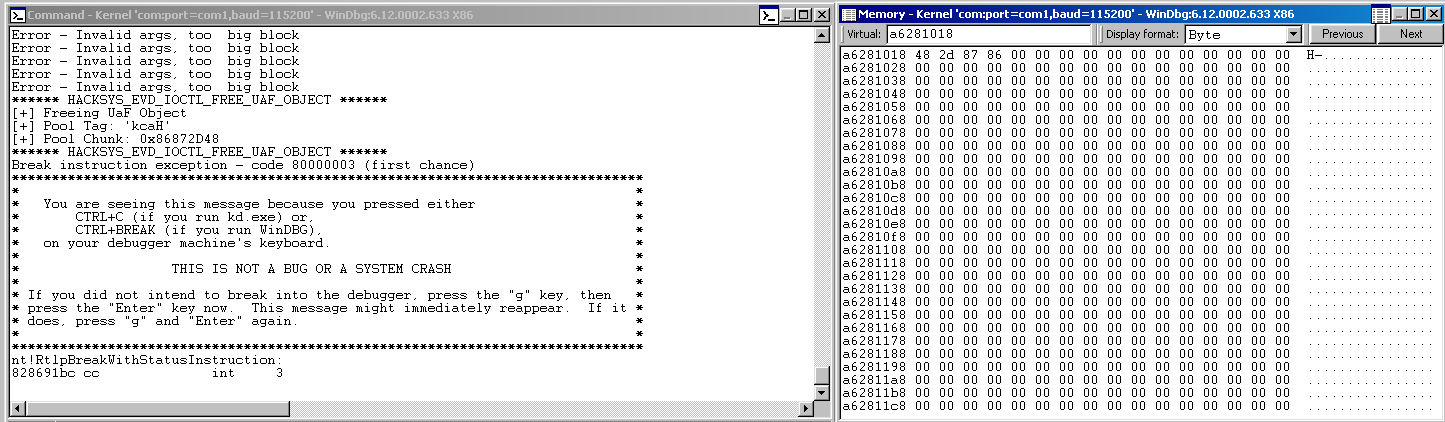 Command - Kernel 'com:port=com1,baud=115200' - WinDbg:6.12.0002.633 X86
Error - Invalid args, too  big block
Error - Invalid args, too  big block
Error - Invalid args, too  big block
Error - Invalid args, too  big block
Error - Invalid args, too  big block
****** HACKSYS_EVD_IOCTL_FREE_UAF_OBJECT ******
[+] Freeing UaF Object
[+] Pool Tag: 'kcaH'
[+] Pool Chunk: 0x86872D48
****** HACKSYS_EVD_IOCTL_FREE_UAF_OBJECT ******
Break instruction exception - code 80000003 (first chance)
*******************************************************************************
*                                                                             *
*   You are seeing this message because you pressed either                    *
*       CTRL+C (if you run kd.exe) or,                                        *
*       CTRL+BREAK (if you run WinDBG),                                       *
*   on your debugger machine's keyboard.                                      *
*                                                                             *
*                   THIS IS NOT A BUG OR A SYSTEM CRASH                       *
*                                                                             *
* If you did not intend to break into the debugger, press the "g" key, then   *
* press the "Enter" key now.  This message might immediately reappear.  If it *
* does, press "g" and "Enter" again.                                          *
*                                                                             *
*******************************************************************************
nt!RtlpBreakWithStatusInstruction:
828691bc cc              int     3
Memory - Kernel 'com:port=com1,baud=115200' - WinDbg:6.12.0002.633 X86
Virtual: a6281018 Display format: Byte Previous Next
a6281018 48 2d 87 86 00 00 00 00 00 00 00 00 00 00 00 00  H-..............
a6281028 00 00 00 00 00 00 00 00 00 00 00 00 00 00 00 00  ................
a6281038 00 00 00 00 00 00 00 00 00 00 00 00 00 00 00 00  ................
a6281048 00 00 00 00 00 00 00 00 00 00 00 00 00 00 00 00  ................
a6281058 00 00 00 00 00 00 00 00 00 00 00 00 00 00 00 00  ................
a6281068 00 00 00 00 00 00 00 00 00 00 00 00 00 00 00 00  ................
a6281078 00 00 00 00 00 00 00 00 00 00 00 00 00 00 00 00  ................
a6281088 00 00 00 00 00 00 00 00 00 00 00 00 00 00 00 00  ................
a6281098 00 00 00 00 00 00 00 00 00 00 00 00 00 00 00 00  ................
a62810a8 00 00 00 00 00 00 00 00 00 00 00 00 00 00 00 00  ................
a62810b8 00 00 00 00 00 00 00 00 00 00 00 00 00 00 00 00  ................
a62810c8 00 00 00 00 00 00 00 00 00 00 00 00 00 00 00 00  ................
a62810d8 00 00 00 00 00 00 00 00 00 00 00 00 00 00 00 00  ................
a62810e8 00 00 00 00 00 00 00 00 00 00 00 00 00 00 00 00  ................
a62810f8 00 00 00 00 00 00 00 00 00 00 00 00 00 00 00 00  ................
a6281108 00 00 00 00 00 00 00 00 00 00 00 00 00 00 00 00  ................
a6281118 00 00 00 00 00 00 00 00 00 00 00 00 00 00 00 00  ................
a6281128 00 00 00 00 00 00 00 00 00 00 00 00 00 00 00 00  ................
a6281138 00 00 00 00 00 00 00 00 00 00 00 00 00 00 00 00  ................
a6281148 00 00 00 00 00 00 00 00 00 00 00 00 00 00 00 00  ................
a6281158 00 00 00 00 00 00 00 00 00 00 00 00 00 00 00 00  ................
a6281168 00 00 00 00 00 00 00 00 00 00 00 00 00 00 00 00  ................
a6281178 00 00 00 00 00 00 00 00 00 00 00 00 00 00 00 00  ................
a6281188 00 00 00 00 00 00 00 00 00 00 00 00 00 00 00 00  ................
a6281198 00 00 00 00 00 00 00 00 00 00 00 00 00 00 00 00  ................
a62811a8 00 00 00 00 00 00 00 00 00 00 00 00 00 00 00 00  ................
a62811b8 00 00 00 00 00 00 00 00 00 00 00 00 00 00 00 00  ................
a62811c8 00 00 00 00 00 00 00 00 00 00 00 00 00 00 00 00  ................